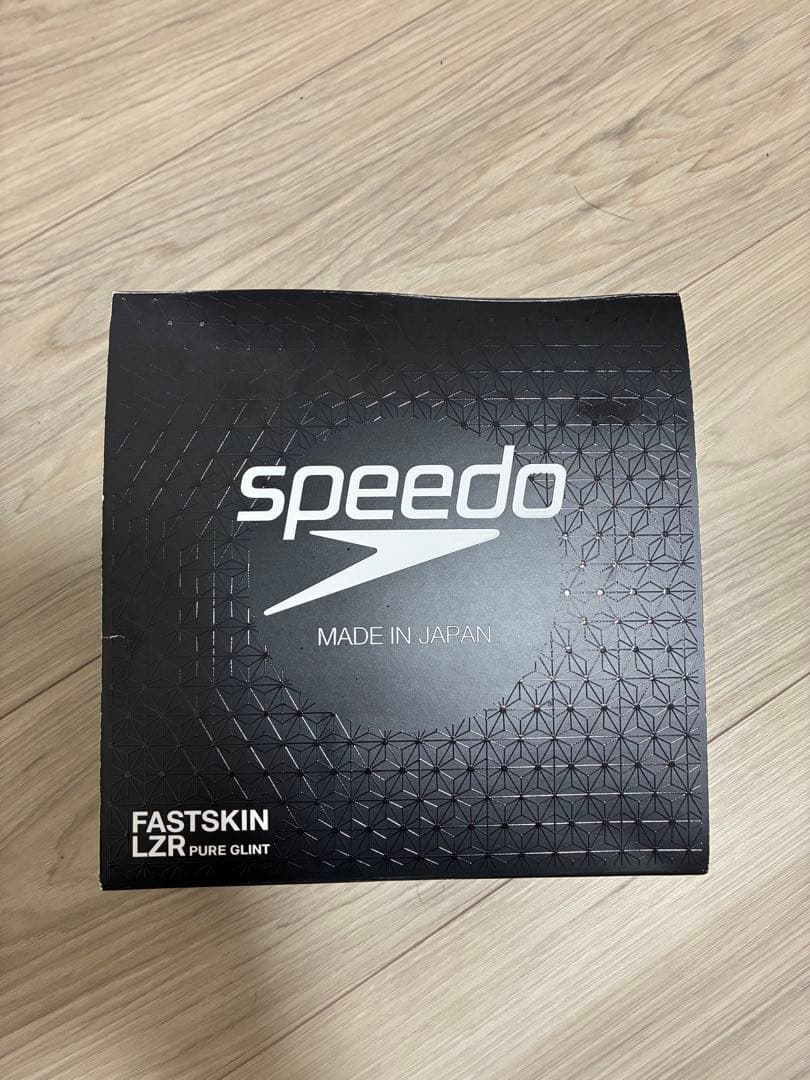 speedo
MADE IN JAPAN
FASTSKIN
LZR PURE GLINT